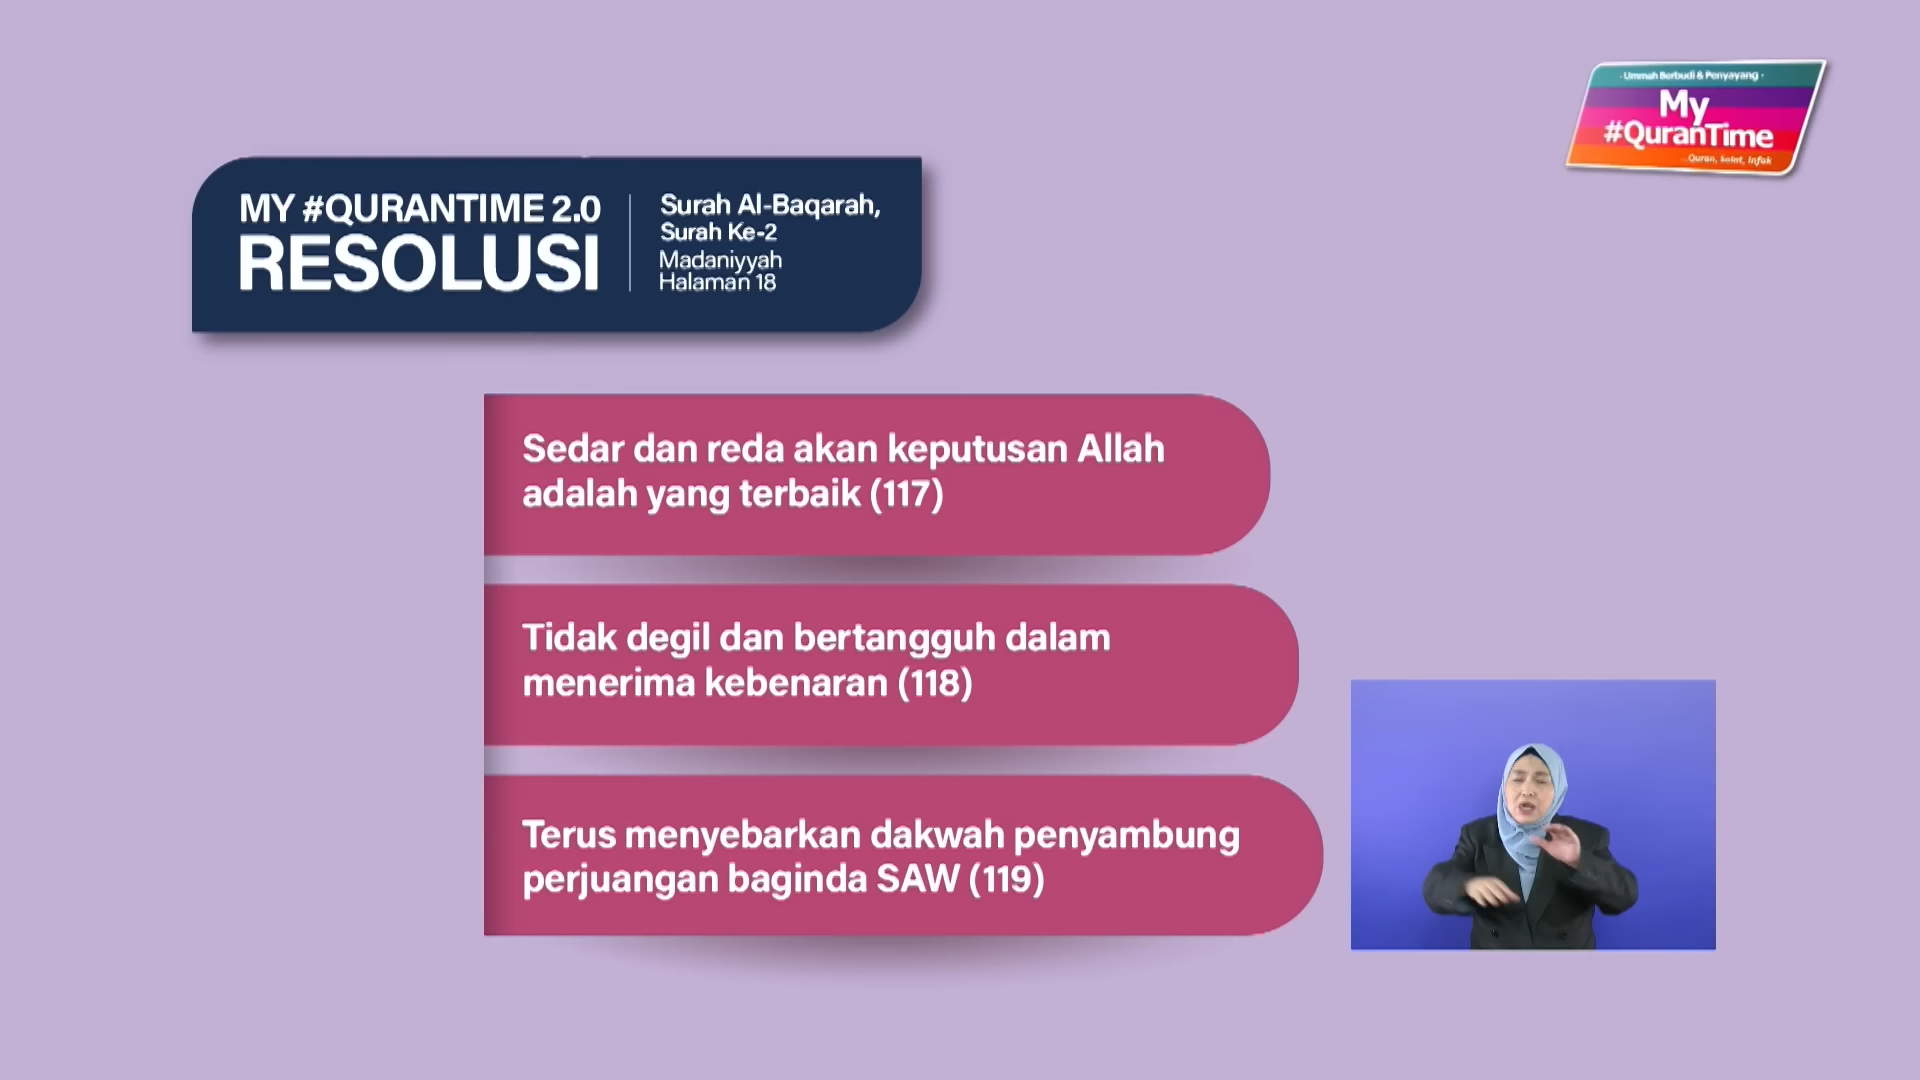 - Ummah Berbudi & Penyayang -
My
#QuranTime
...Quran, Solat, Infak
MY #QURANTIME 2.0
RESOLUSI
Surah Al-Baqarah,
Surah Ke-2
Madaniyyah
Halaman 18
Sedar dan reda akan keputusan Allah
adalah yang terbaik (117)
Tidak degil dan bertangguh dalam
menerima kebenaran (118)
Terus menyebarkan dakwah penyambung
perjuangan baginda SAW (119)